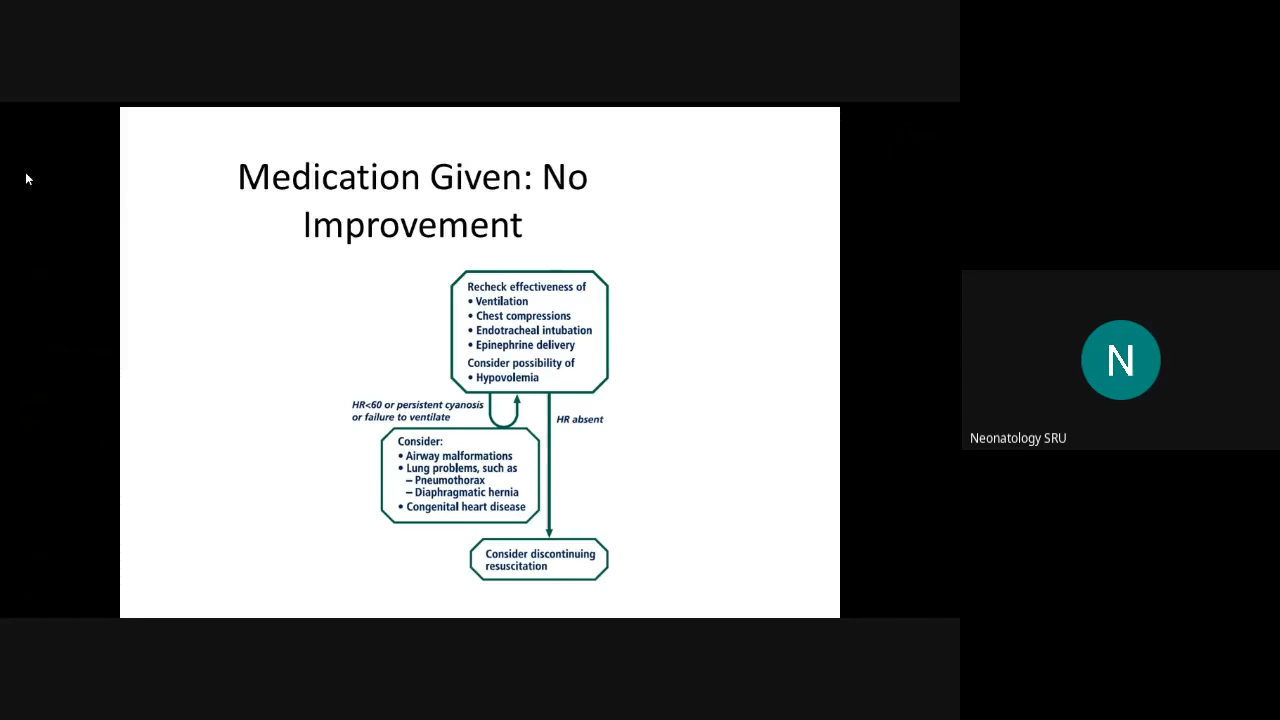 Medication Given: No
Improvement
Recheck effectiveness of
• Ventilation
• Chest compressions
• Endotracheal intubation
• Epinephrine delivery
Consider possibility of
• Hypovolemia
HR<60 or persistent cyanosis
or failure to ventilate
HR absent
Consider:
• Airway malformations
• Lung problems, such as
– Pneumothorax
– Diaphragmatic hernia
• Congenital heart disease
Consider discontinuing
resuscitation
N
Neonatology SRU